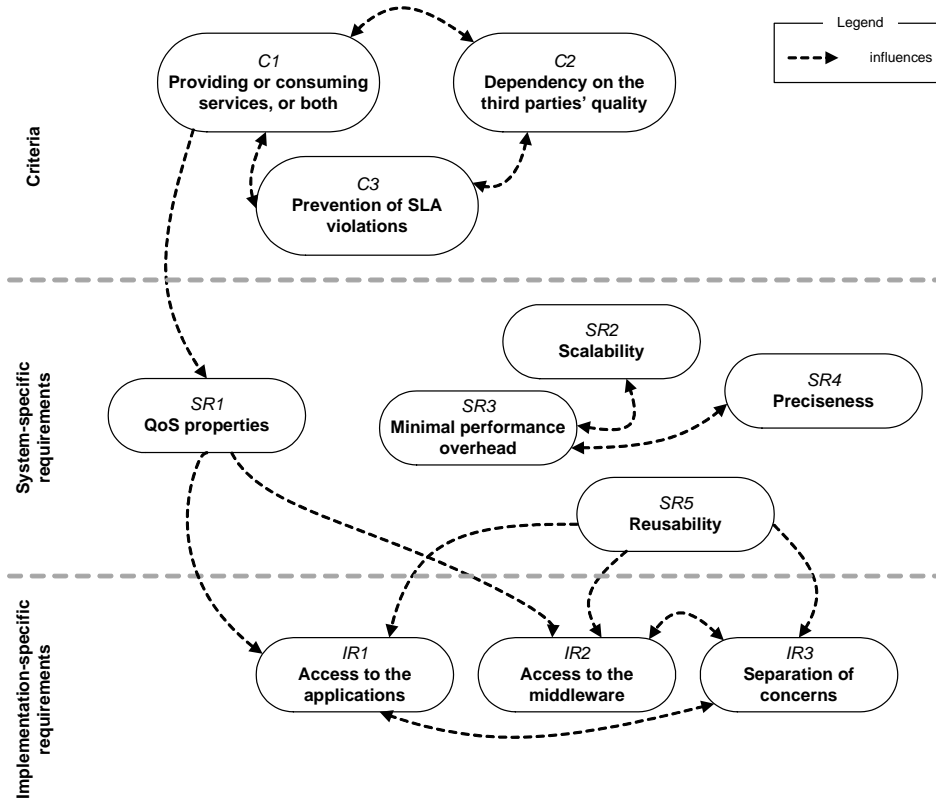 Legend
influences
C1
Providing or consuming
services, or both
C2
Dependency on the
third parties' quality
C3
Prevention of SLA
violations
Criteria
SR2
Scalability
SR4
Preciseness
SR1
QoS properties
SR3
Minimal performance
overhead
SR5
Reusability
System-specific
requirements
IR1
Access to the
applications
IR2
Access to the
middleware
IR3
Separation of
concerns
Implementation-specific
requirements